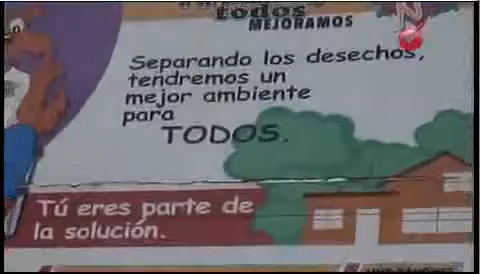 todos
MEJORAMOS
Separando los desechos,
tendremos un
mejor ambiente
para
TODOS.
Tú eres parte de
la solución.